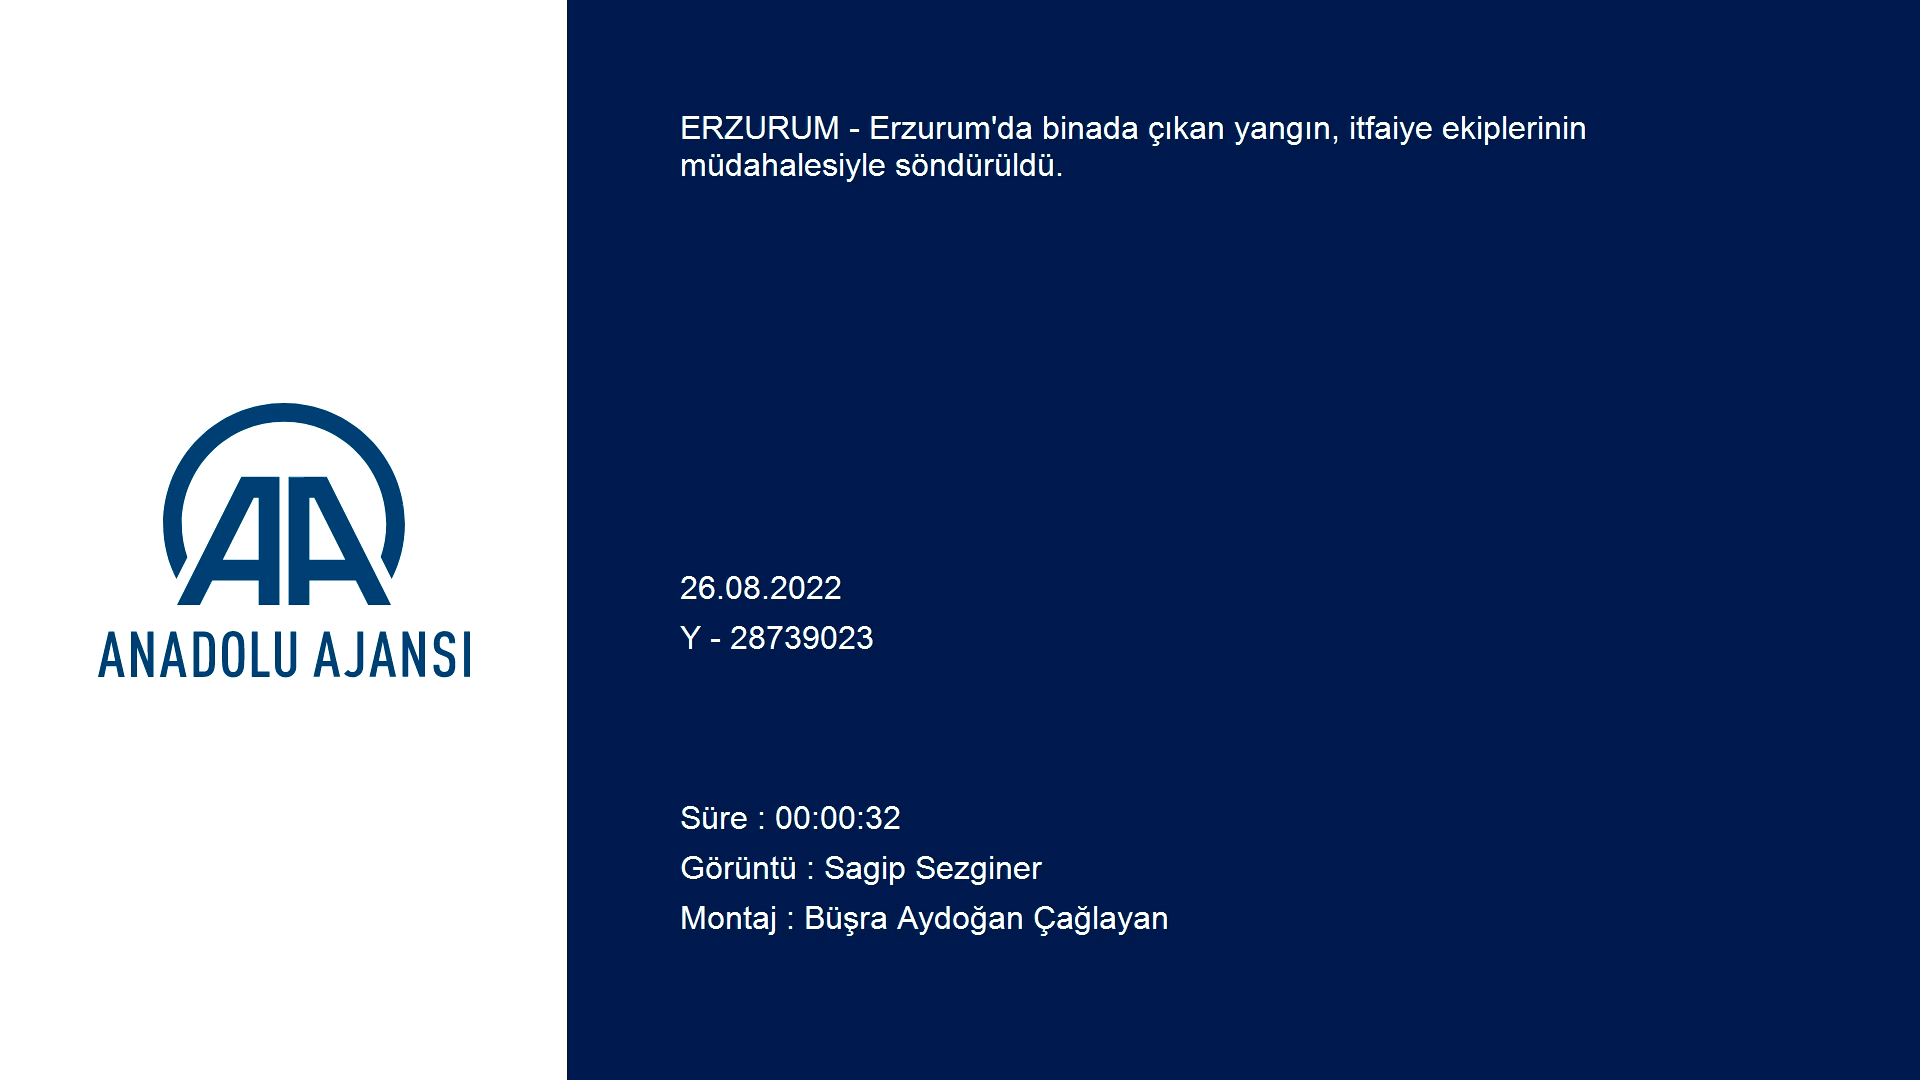 ERZURUM - Erzurum'da binada çıkan yangın, itfaiye ekiplerinin
müdahalesiyle söndürüldü.
AA
ANADOLU AJANSI
26.08.2022
Y - 28739023
Süre : 00:00:32
Görüntü : Sagip Sezginer
Montaj : Büşra Aydoğan Çağlayan